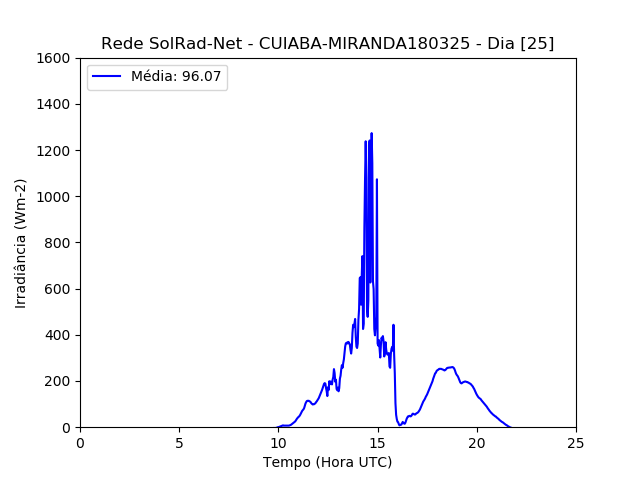 Rede SolRad-Net - CUIABA-MIRANDA180325 - Dia [25]
Média: 96.07
1600
1400
1200
1000
800
600
400
200
0
Irradiância (Wm-2)
0 5 10 15 20 25
Tempo (Hora UTC)